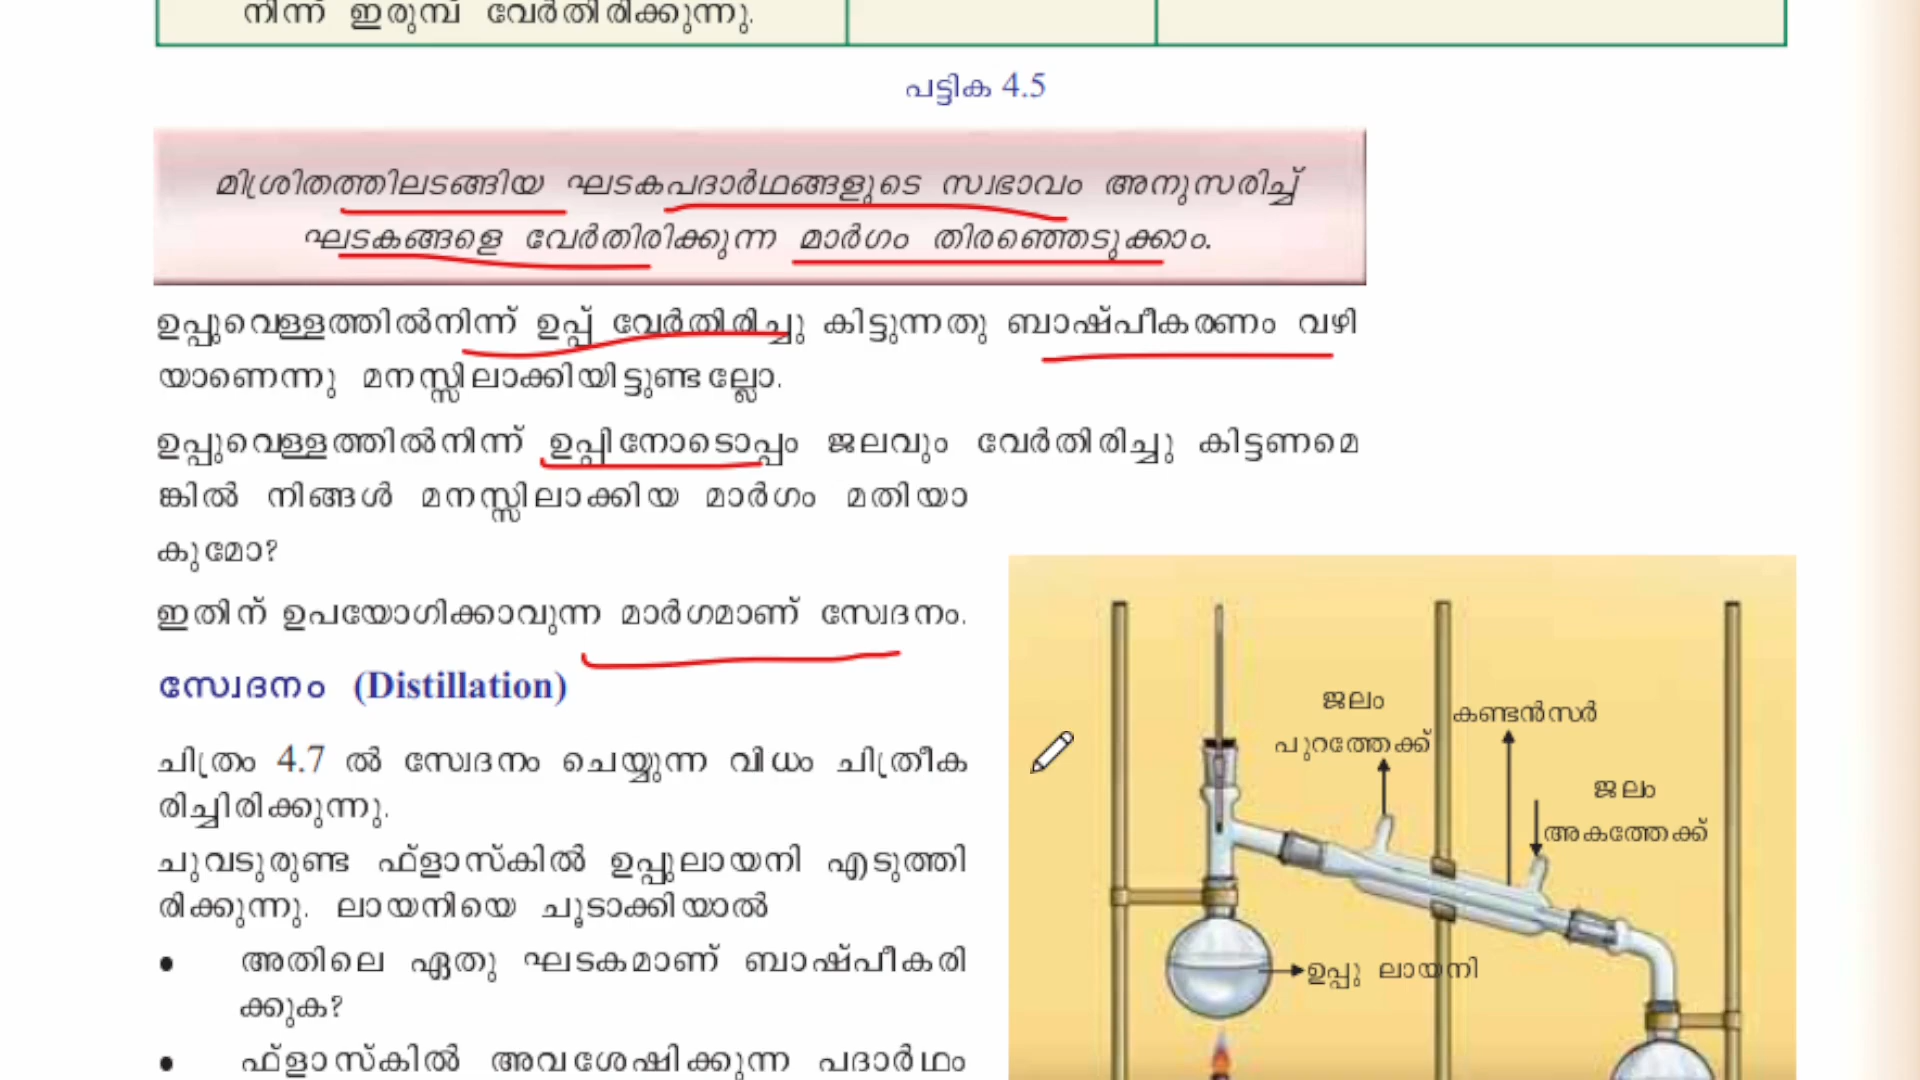 നിന്ന് ഇരുമ്പ് വേർതിരിക്കുന്നു.
പട്ടിക 4.5
മിശ്രിതത്തിലടങ്ങിയ ഘടകപദാർഥങ്ങളുടെ സ്വഭാവം അനുസരിച്ച്
ഘടകങ്ങളെ വേർതിരിക്കുന്ന മാർഗം തിരഞ്ഞെടുക്കാം.
ഉപ്പുവെള്ളത്തിൽനിന്ന് ഉപ്പ് വേർതിരിച്ചു കിട്ടുന്നതു ബാഷ്പീകരണം വഴി
യാണെന്നു മനസ്സിലാക്കിയിട്ടുണ്ടല്ലോ.
ഉപ്പുവെള്ളത്തിൽനിന്ന് ഉപ്പിനോടൊപ്പം ജലവും വേർതിരിച്ചു കിട്ടണമെ
ങ്കിൽ നിങ്ങൾ മനസ്സിലാക്കിയ മാർഗം മതിയാ
കുമോ?
ഇതിന് ഉപയോഗിക്കാവുന്ന മാർഗമാണ് സ്വേദനം.
സ്വേദനം (Distillation)
ചിത്രം 4.7 ൽ സ്വേദനം ചെയ്യുന്ന വിധം ചിത്രീക
രിച്ചിരിക്കുന്നു.
ചുവടുരുണ്ട ഫ്ളാസ്കിൽ ഉപ്പുലായനി എടുത്തി
രിക്കുന്നു. ലായനിയെ ചൂടാക്കിയാൽ
• അതിലെ ഏതു ഘടകമാണ് ബാഷ്പീകരി
ക്കുക?
• ഫ്ളാസ്കിൽ അവശേഷിക്കുന്ന പദാർഥം
ജലം
പുറത്തേക്ക്
കണ്ടൻസർ
ജലം
അകത്തേക്ക്
ഉപ്പു ലായനി